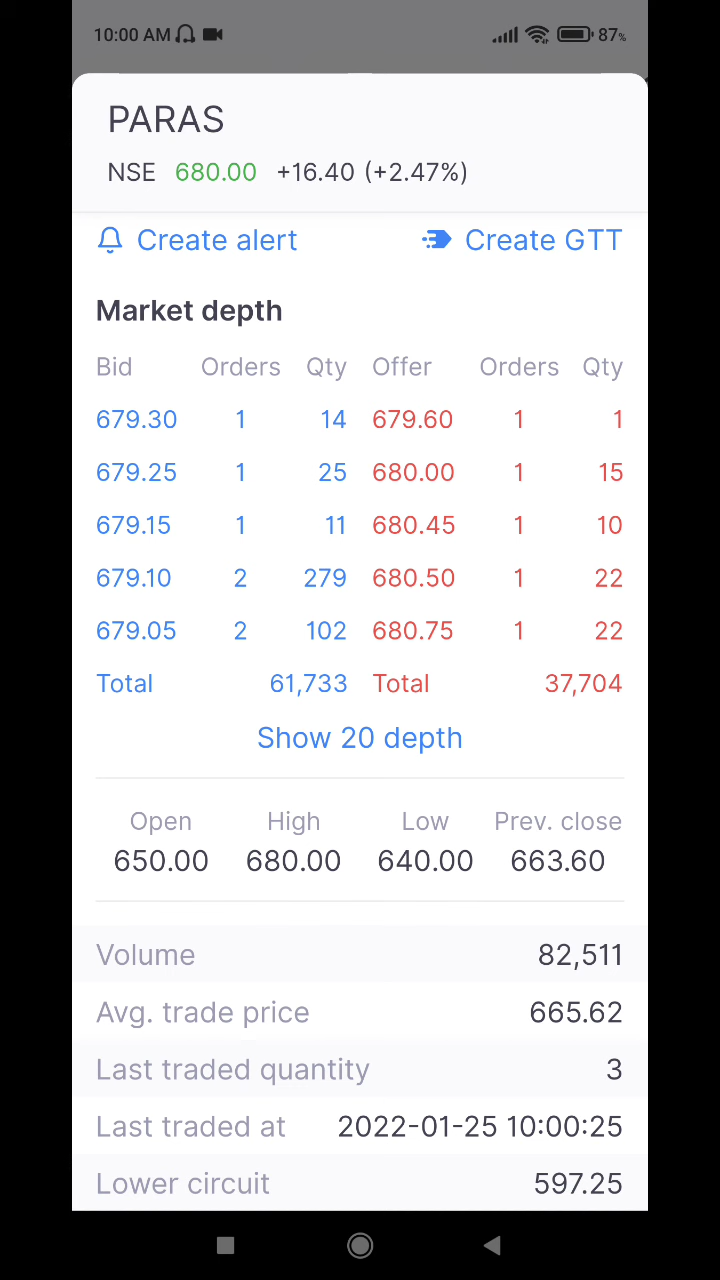 10:00 AM 87%
PARAS
NSE 680.00 +16.40 (+2.47%)
Create alert Create GTT
Market depth
Bid Orders Qty Offer Orders Qty
679.30 1 14 679.60 1 1
679.25 1 25 680.00 1 15
679.15 1 11 680.45 1 10
679.10 2 279 680.50 1 22
679.05 2 102 680.75 1 22
Total 61,733 Total 37,704
Show 20 depth
Open High Low Prev. close
650.00 680.00 640.00 663.60
Volume 82,511
Avg. trade price 665.62
Last traded quantity 3
Last traded at 2022-01-25 10:00:25
Lower circuit 597.25